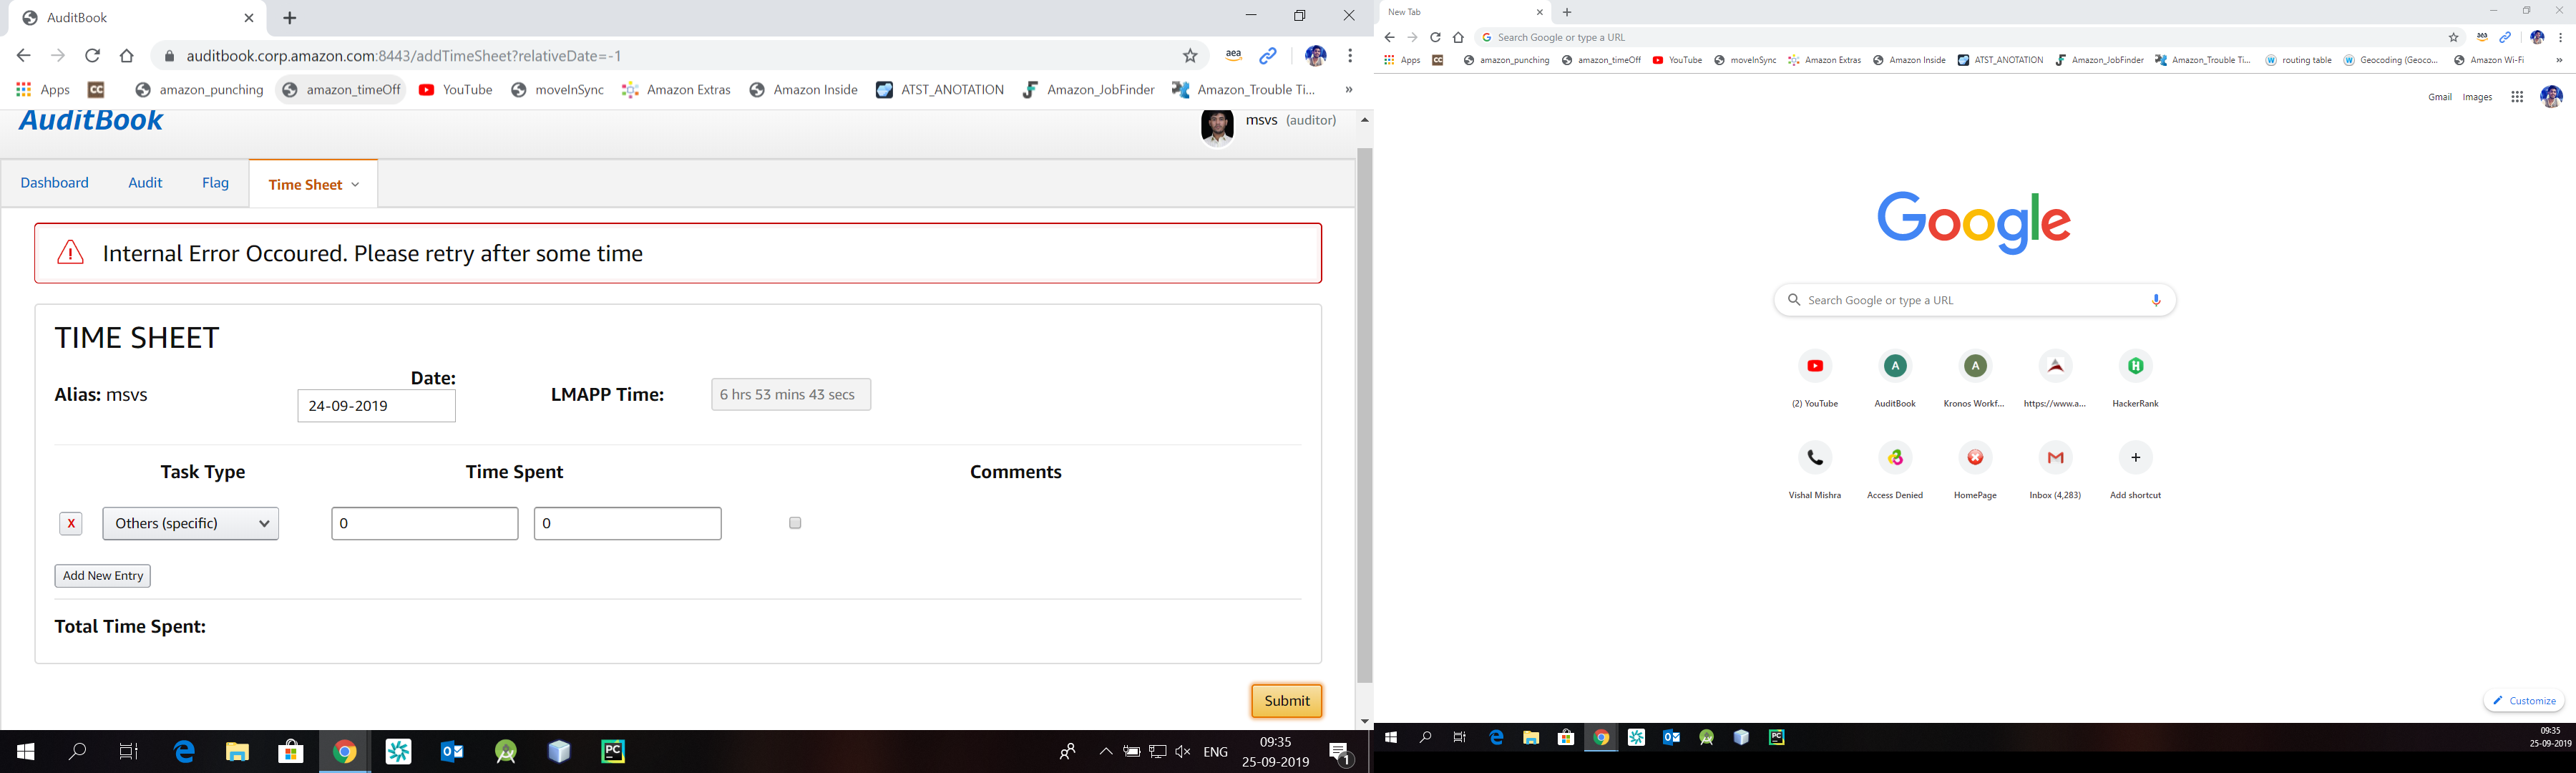 AuditBook
auditbook.corp.amazon.com:8443/addTimeSheet?relativeDate=-1
aea
Apps CC amazon_punching amazon_timeOff YouTube moveInSync Amazon Extras Amazon Inside ATST_ANOTATION Amazon_JobFinder Amazon_Trouble Ti... »
AuditBook
msvs (auditor)
Dashboard Audit Flag Time Sheet
Internal Error Occoured. Please retry after some time
TIME SHEET
Alias: msvs
Date:
24-09-2019
LMAPP Time: 6 hrs 53 mins 43 secs
Task Type Time Spent Comments
X Others (specific) 0 0
Add New Entry
Total Time Spent:
Submit
ENG
09:35
25-09-2019
1
New Tab
Search Google or type a URL
aea
Apps CC amazon_punching amazon_timeOff YouTube moveInSync Amazon Extras Amazon Inside ATST_ANOTATION Amazon_JobFinder Amazon_Trouble Ti... routing table Geocoding (Geoco... Amazon Wi-Fi »
Gmail Images
Google
Search Google or type a URL
A A H
(2) YouTube AuditBook Kronos Workf... https://www.a... HackerRank
Vishal Mishra Access Denied HomePage Inbox (4,283) Add shortcut
Customize
PC
PC
09:35
25-09-2019